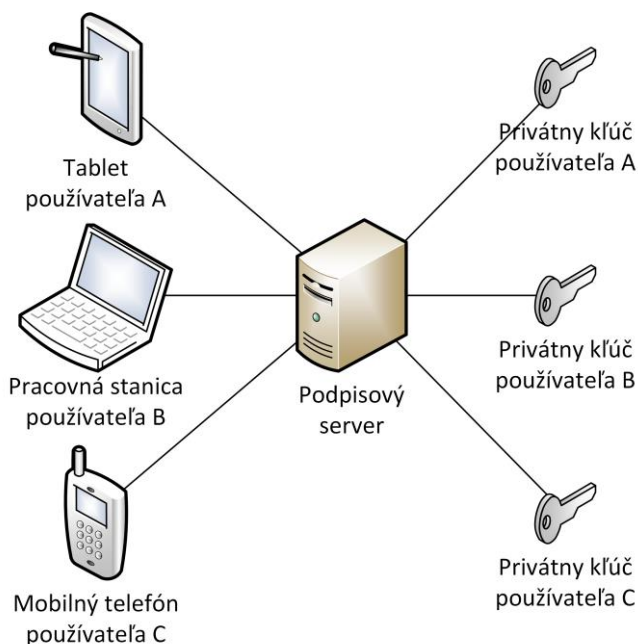 Tablet
používateľa A
Privátny kľúč
používateľa A
Pracovná stanica
používateľa B
Podpisový
server
Privátny kľúč
používateľa B
Mobilný telefón
používateľa C
Privátny kľúč
používateľa C